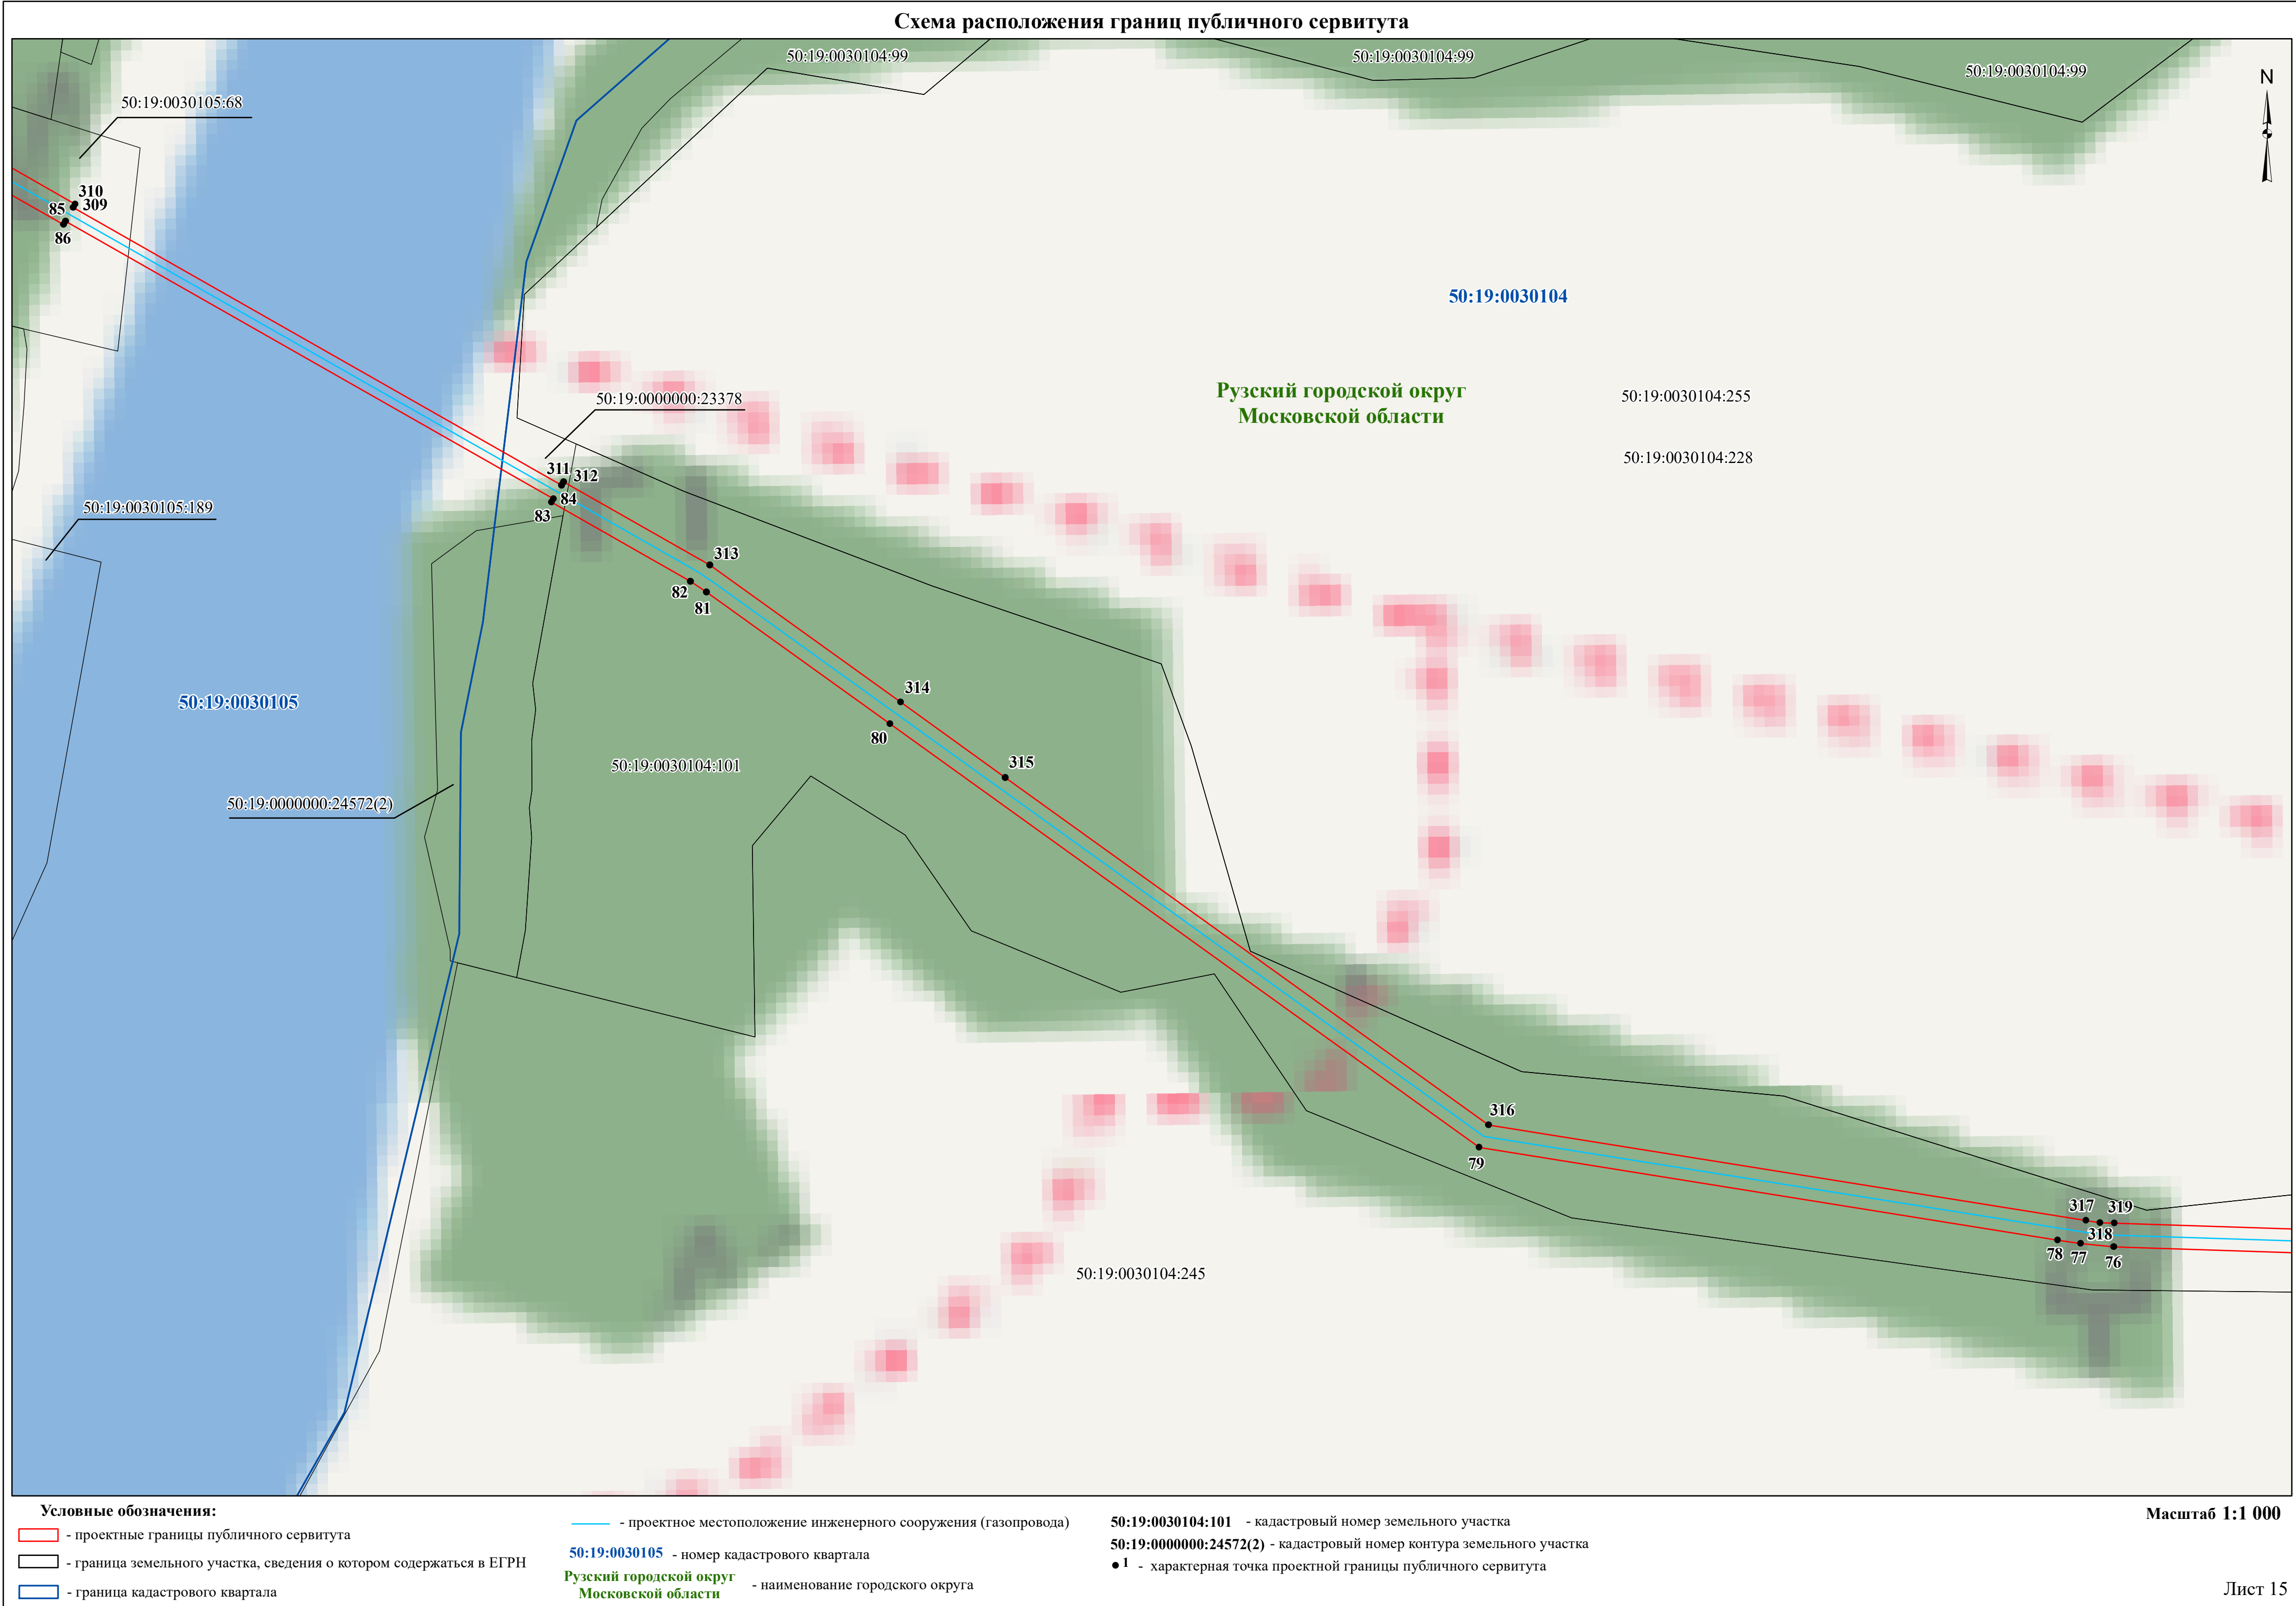 Схема расположения границ публичного сервитута
50:19:0030104:99
50:19:0030104:99
50:19:0030104:99
N
50:19:0030105:68
310
309
85
86
50:19:0030104
Рузский городской округ
Московской области
50:19:0030104:255
50:19:0000000:23378
50:19:0030104:228
311
312
84
83
50:19:0030105:189
313
82
81
314
50:19:0030105
80
315
50:19:0030104:101
50:19:0000000:24572(2)
316
79
317
319
318
78
77
76
50:19:0030104:245
Условные обозначения:
- проектные границы публичного сервитута
- граница земельного участка, сведения о котором содержаться в ЕГРН
- граница кадастрового квартала
- проектное местоположение инженерного сооружения (газопровода)
50:19:0030105 - номер кадастрового квартала
Рузский городской округ
Московской области - наименование городского округа
50:19:0030104:101 - кадастровый номер земельного участка
50:19:0000000:24572(2) - кадастровый номер контура земельного участка
1 - характерная точка проектной границы публичного сервитута
Масштаб 1:1 000
Лист 15